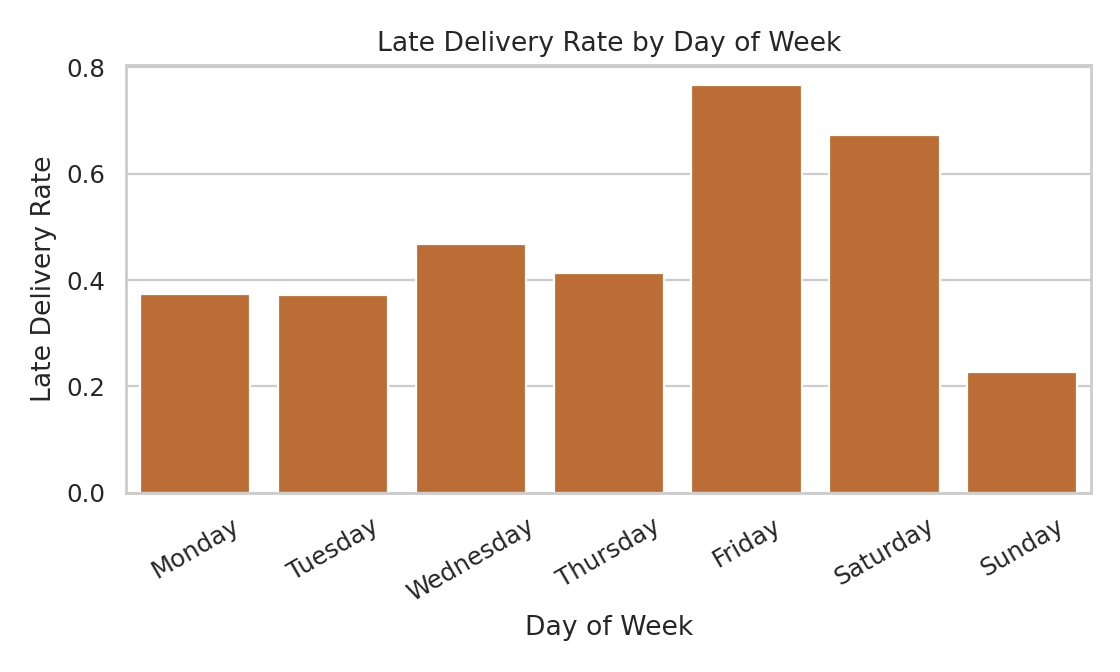 Late Delivery Rate by Day of Week
Late Delivery Rate
0.8
0.6
0.4
0.2
0.0
Monday
Tuesday
Wednesday
Thursday
Friday
Saturday
Sunday
Day of Week